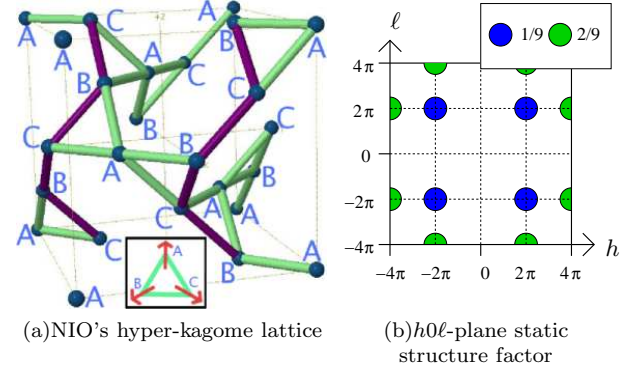 A
C
A
A
A
B
A
C
B
C
B
C
C
A
B
B
B
A
C
A
B
A
C
A
B
A
A
A
B
C
(a)NIO's hyper-kagome lattice
ℓ
1/9
2/9
4π
2π
0
−2π
−4π
h
−4π
−2π
0
2π
4π
(b)h0ℓ-plane static
structure factor